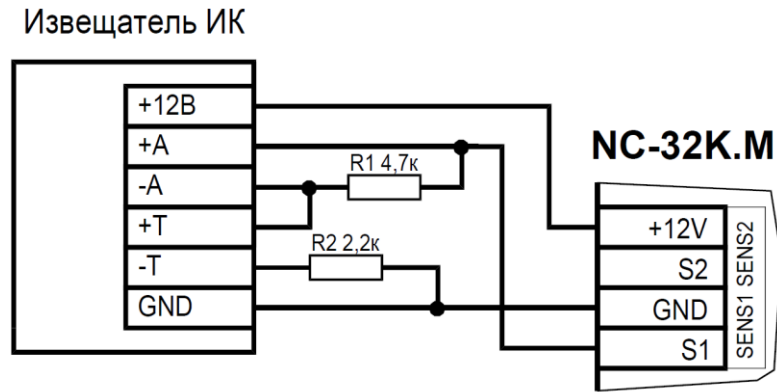 Извещатель ИК
+12В
+А
-А
+Т
-Т
GND
R1 4,7к
R2 2,2к
NC-32K.M
+12V
S2
GND
S1
SENS2
SENS1